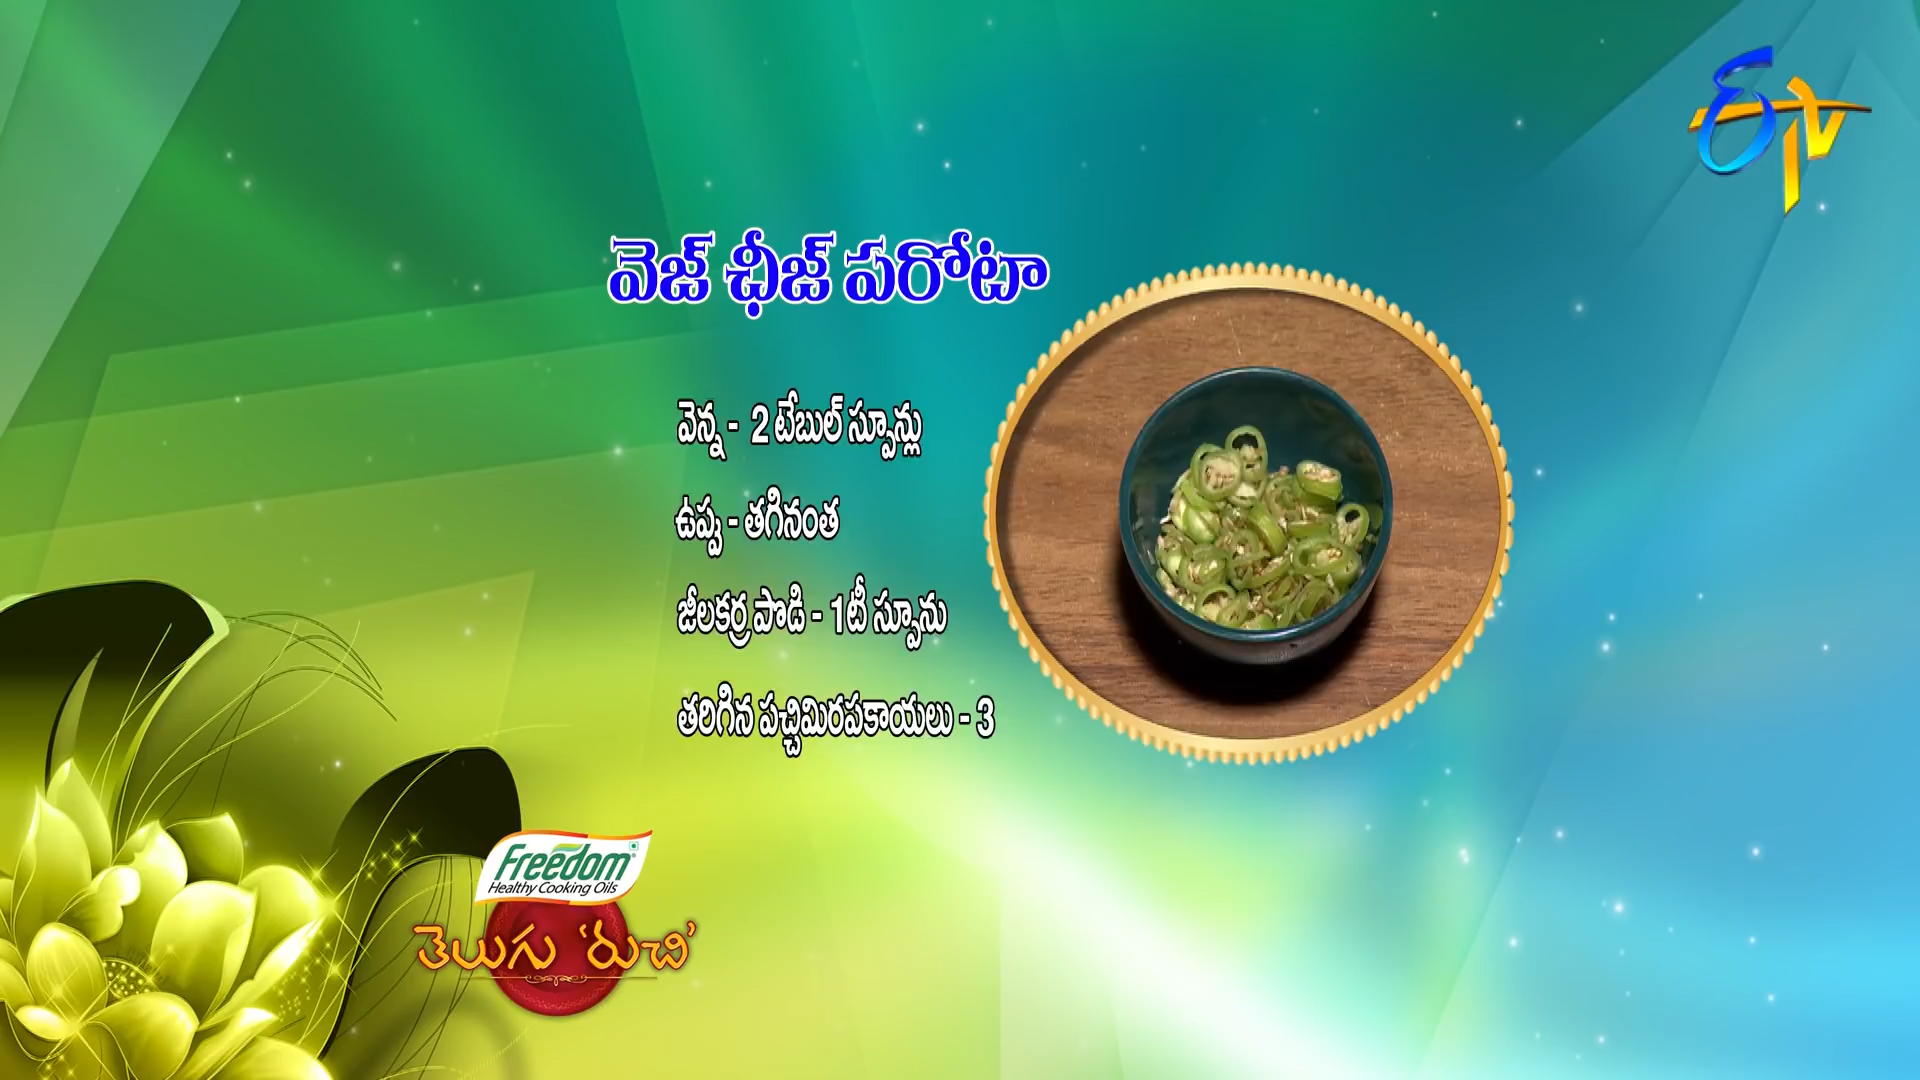 ETV
వెజ్ ఛీజ్ పరోటా
వెన్న - 2 టేబుల్ స్పూన్లు
ఉప్పు - తగినంత
జీలకర్ర పొడి - 1టీ స్పూను
తరిగిన పచ్చిమిరపకాయలు - 3
Freedom
Healthy Cooking Oils
తెలుగు ‘రుచి’